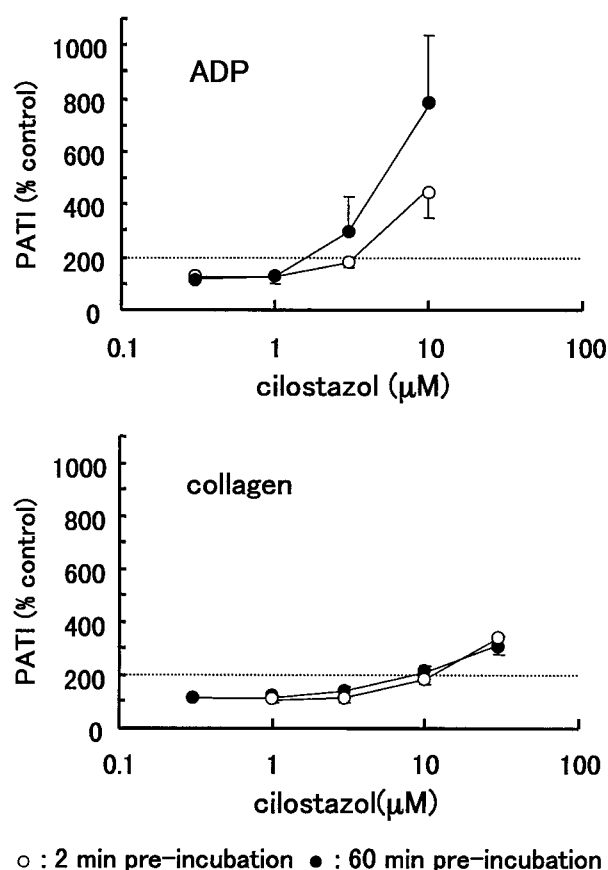 1000
800
600
400
200
0
PATI (% control)
ADP
0.1 1 10 100
cilostazol (μM)
1000
800
600
400
200
0
PATI (% control)
collagen
0.1 1 10 100
cilostazol(μM)
○ : 2 min pre-incubation ● : 60 min pre-incubation